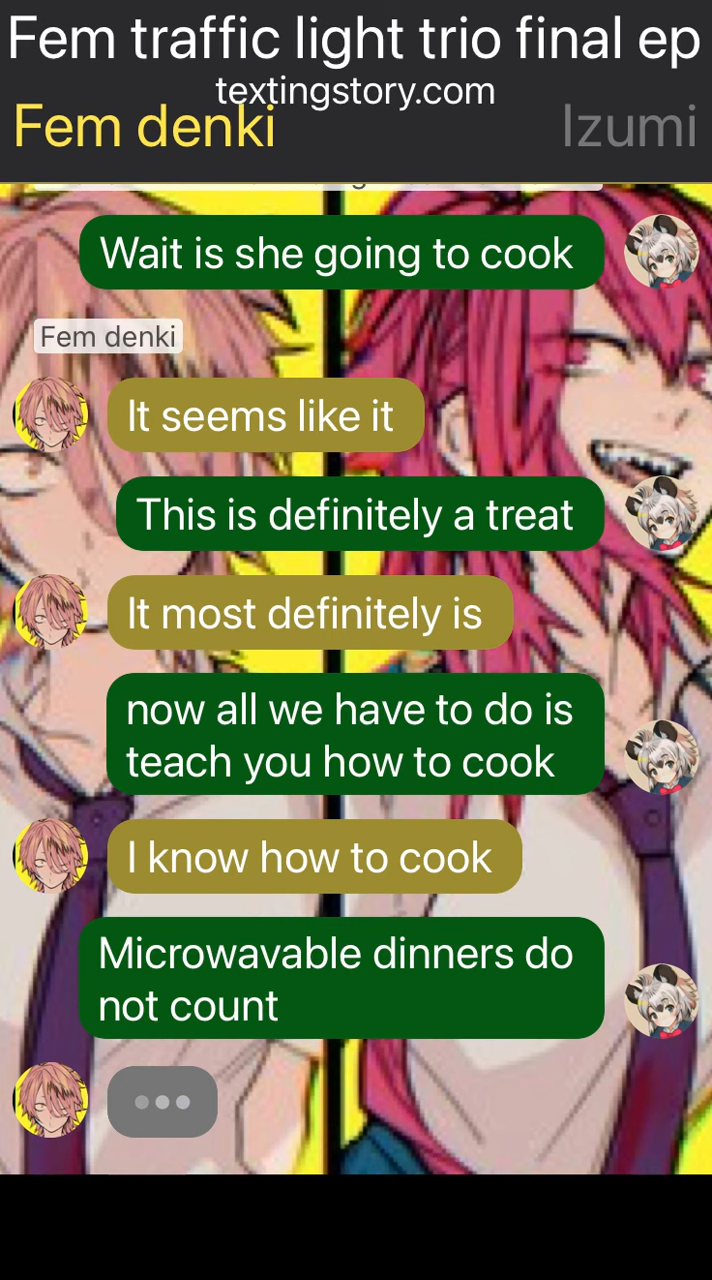 Fem traffic light trio final ep
textingstory.com
Fem denki
Izumi
Wait is she going to cook
Fem denki
It seems like it
This is definitely a treat
It most definitely is
now all we have to do is
teach you how to cook
I know how to cook
Microwavable dinners do
not count